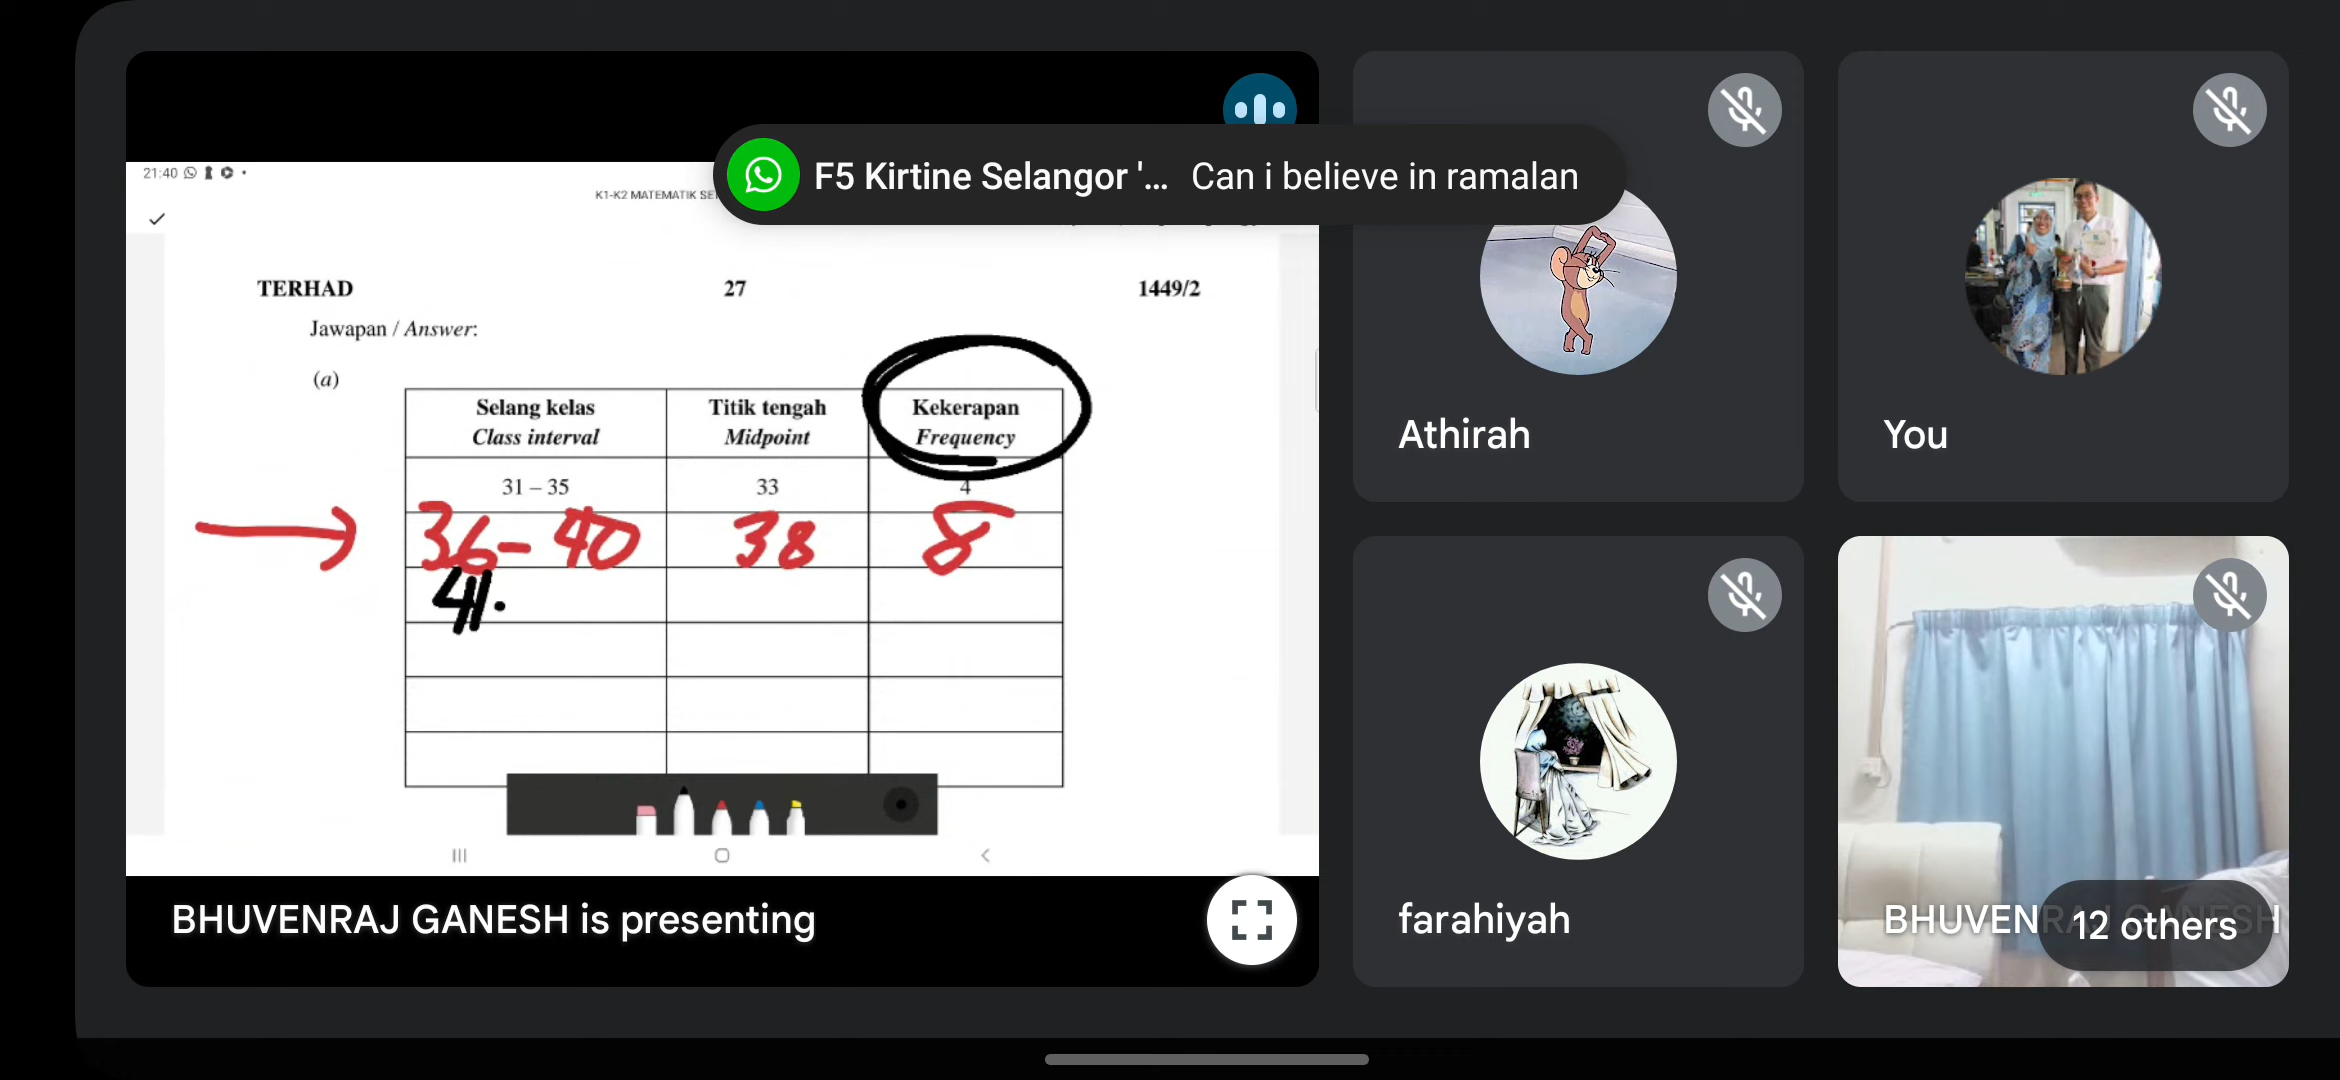 F5 Kirtine Selangor '... Can i believe in ramalan
21:40
K1-K2 MATEMATIK SE
TERHAD 27 1449/2
Jawapan / Answer:
(a)
Selang kelas Titik tengah Kekerapan
Class interval Midpoint Frequency
31 – 35 33 4
36 - 40 38 8
41.
BHUVENRAJ GANESH is presenting
Athirah
You
farahiyah
BHUVENRAJ GANESH
12 others